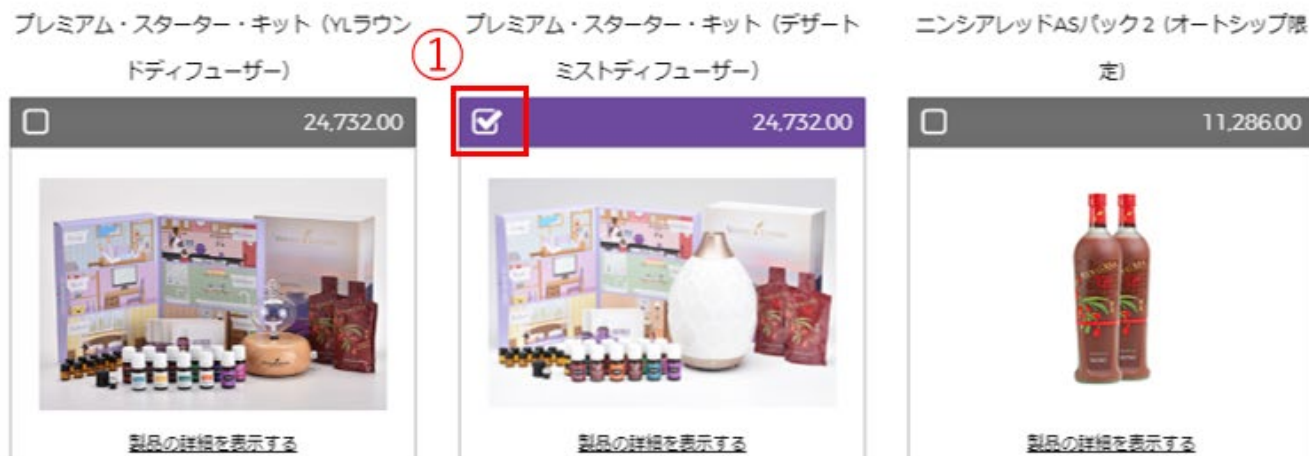 プレミアム・スターター・キット（YLラウン
ドディフューザー）
①
プレミアム・スターター・キット（デザート
ミストディフューザー）
ニンシアレッドASパック2（オートシップ限
定）
24,732.00
24,732.00
11,286.00
製品の詳細を表示する
製品の詳細を表示する
製品の詳細を表示する